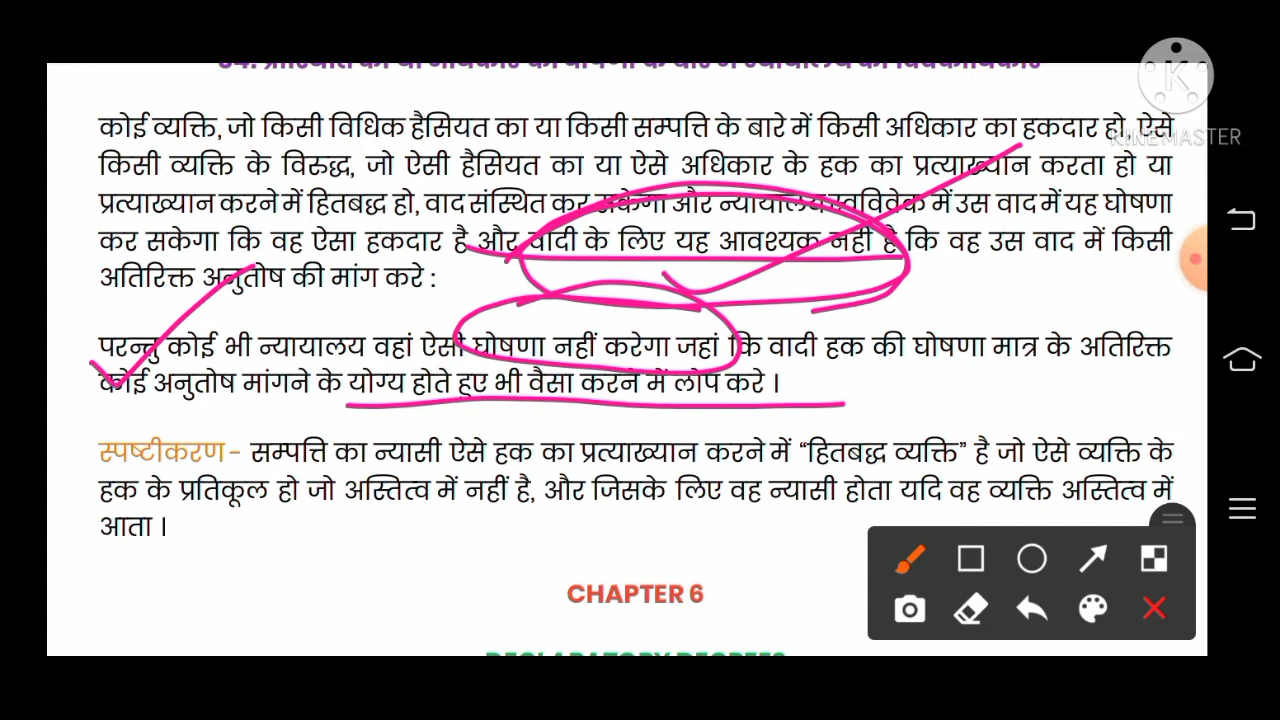 कोई व्यक्ति, जो किसी विधिक हैसियत का या किसी सम्पत्ति के बारे में किसी अधिकार का हकदार हो, ऐसे
किसी व्यक्ति के विरुद्ध, जो ऐसी हैसियत का या ऐसे अधिकार के हक का प्रत्याख्यान करता हो या
प्रत्याख्यान करने में हितबद्ध हो, वाद संस्थित कर सकेगा और न्यायालय स्वविवेक में उस वाद में यह घोषणा
कर सकेगा कि वह ऐसा हकदार है और वादी के लिए यह आवश्यक नहीं है कि वह उस वाद में किसी
अतिरिक्त अनुतोष की मांग करे :
परन्तु कोई भी न्यायालय वहां ऐसी घोषणा नहीं करेगा जहां कि वादी हक की घोषणा मात्र के अतिरिक्त
कोई अनुतोष मांगने के योग्य होते हुए भी वैसा करने में लोप करे ।
स्पष्टीकरण - सम्पत्ति का न्यासी ऐसे हक का प्रत्याख्यान करने में “हितबद्ध व्यक्ति” है जो ऐसे व्यक्ति के
हक के प्रतिकूल हो जो अस्तित्व में नहीं है, और जिसके लिए वह न्यासी होता यदि वह व्यक्ति अस्तित्व में
आता ।
CHAPTER 6
DECLARATORY DEGREES
K
KINEMASTER